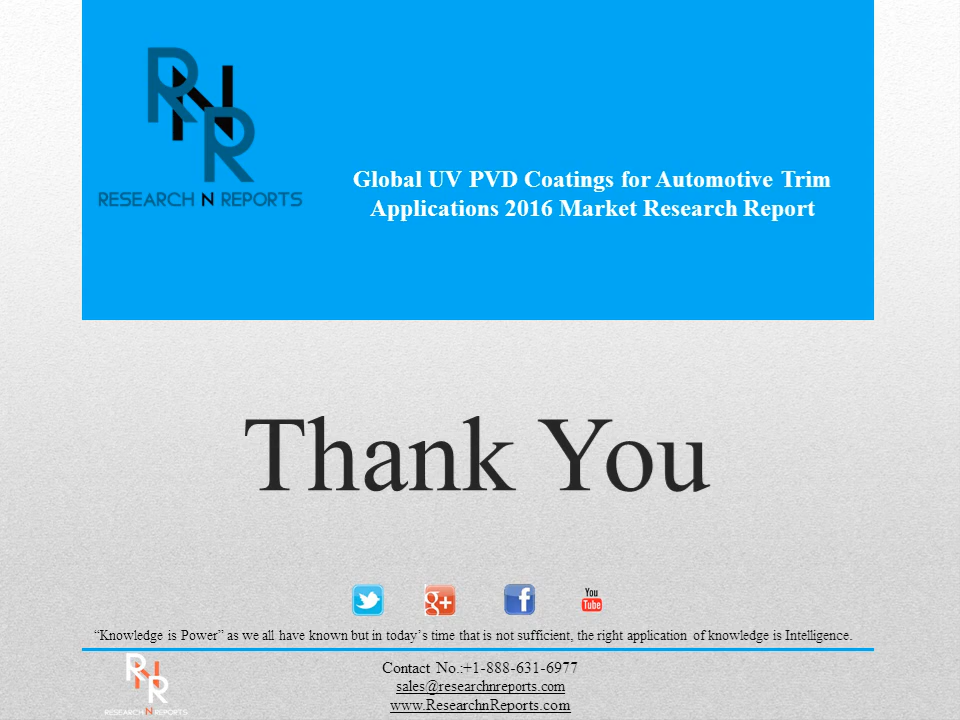 RNR
RESEARCH N REPORTS
Global UV PVD Coatings for Automotive Trim
Applications 2016 Market Research Report
Thank You
g+
f
You
Tube
“Knowledge is Power” as we all have known but in today’s time that is not sufficient, the right application of knowledge is Intelligence.
RNR
RESEARCH N REPORTS
Contact No.:+1-888-631-6977
sales@researchnreports.com
www.ResearchnReports.com